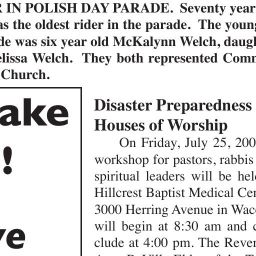 R IN POLISH DAY PARADE. Seventy year
as the oldest rider in the parade. The young
de was six year old McKalynn Welch, daugh
elissa Welch. They both represented Comm
Church.
ake
!
ve
Disaster Preparedness
Houses of Worship
On Friday, July 25, 200
workshop for pastors, rabbis
spiritual leaders will be held
Hillcrest Baptist Medical Cen
3000 Herring Avenue in Waco
will begin at 8:30 am and c
clude at 4:00 pm. The Rever